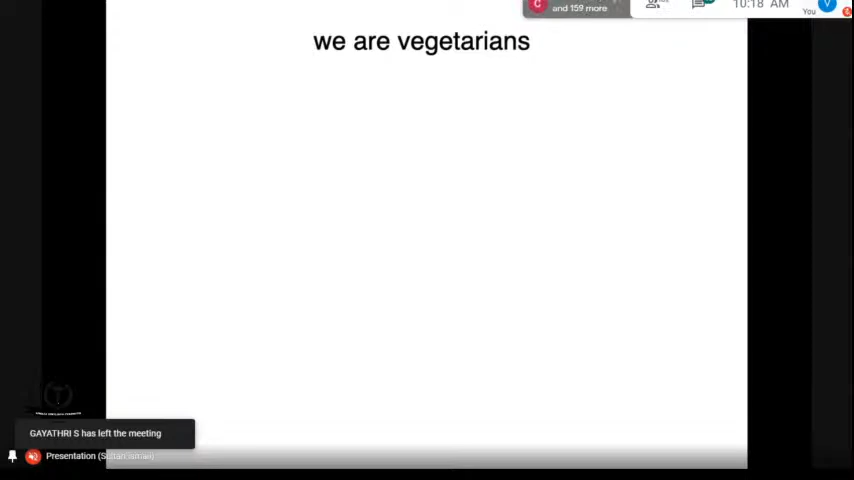 and 159 more
10:18 AM
You
we are vegetarians
GAYATHRI S has left the meeting
Presentation